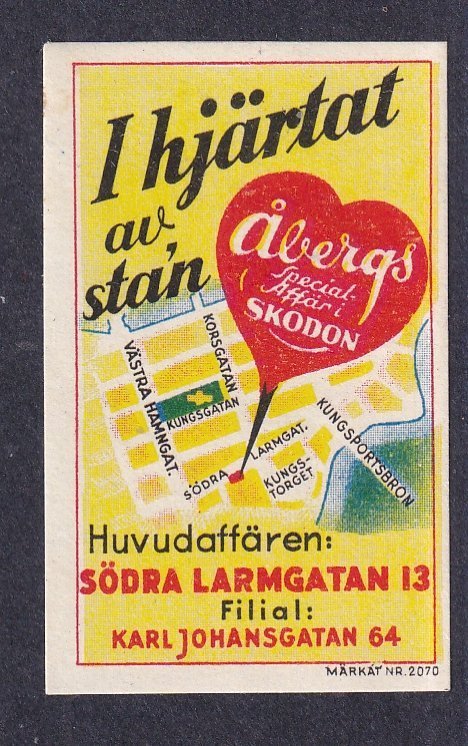 I hjärtat
av
sta'n
åbergs
Special-
Affär i
SKODON
KORSGATAN
VÄSTRA HAMNGAT.
KUNGSGATAN
KUNGSPORTSBRON
SÖDRA LARMGAT.
KUNGS-
TORGET
Huvudaffären:
SÖDRA LARMGATAN 13
Filial:
KARL JOHANSGATAN 64
MÄRKAT NR. 2070